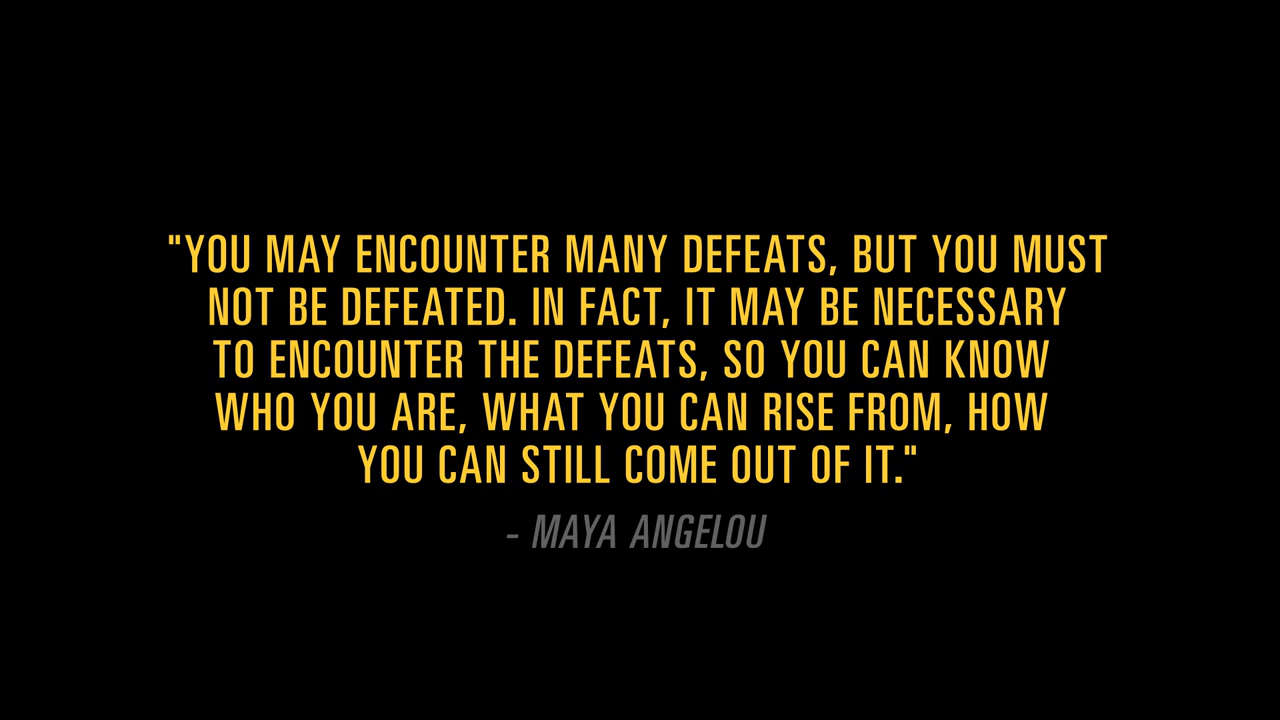 "YOU MAY ENCOUNTER MANY DEFEATS, BUT YOU MUST
NOT BE DEFEATED. IN FACT, IT MAY BE NECESSARY
TO ENCOUNTER THE DEFEATS, SO YOU CAN KNOW
WHO YOU ARE, WHAT YOU CAN RISE FROM, HOW
YOU CAN STILL COME OUT OF IT."
- MAYA ANGELOU